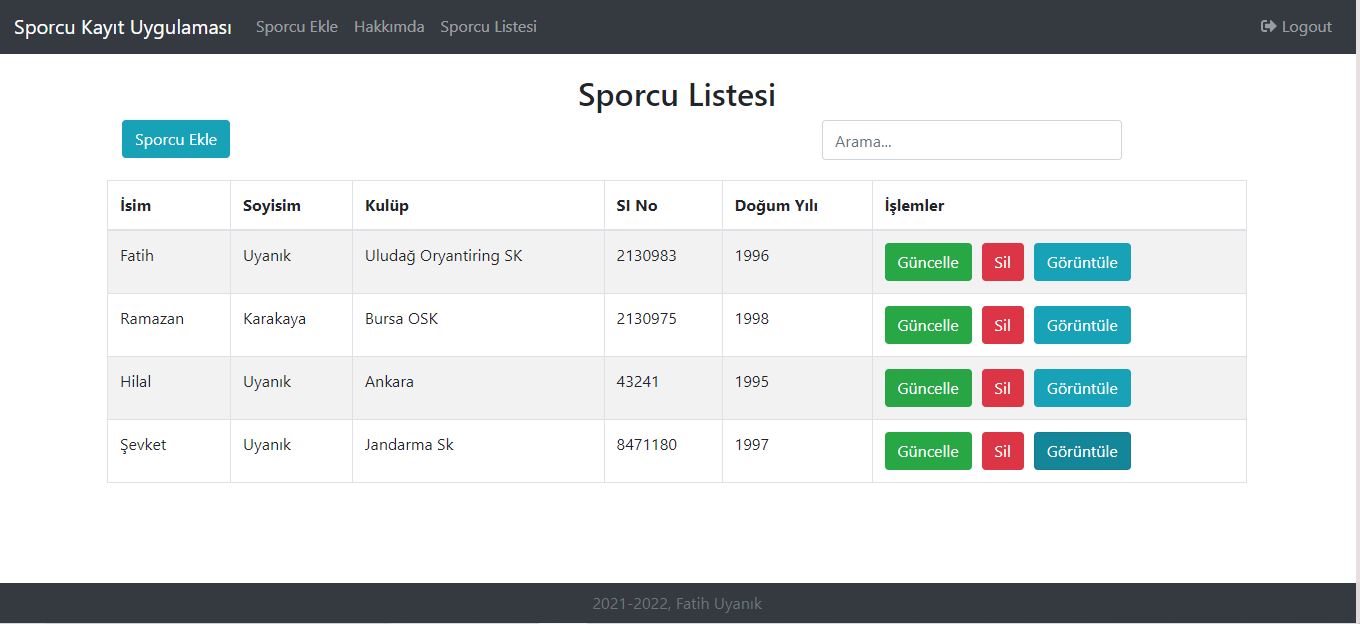 Sporcu Kayıt Uygulaması Sporcu Ekle Hakkımda Sporcu Listesi Logout
Sporcu Listesi
Sporcu Ekle Arama...
İsim Soyisim Kulüp SI No Doğum Yılı İşlemler
Fatih Uyanık Uludağ Oryantiring SK 2130983 1996 Güncelle Sil Görüntüle
Ramazan Karakaya Bursa OSK 2130975 1998 Güncelle Sil Görüntüle
Hilal Uyanık Ankara 43241 1995 Güncelle Sil Görüntüle
Şevket Uyanık Jandarma Sk 8471180 1997 Güncelle Sil Görüntüle
2021-2022, Fatih Uyanık